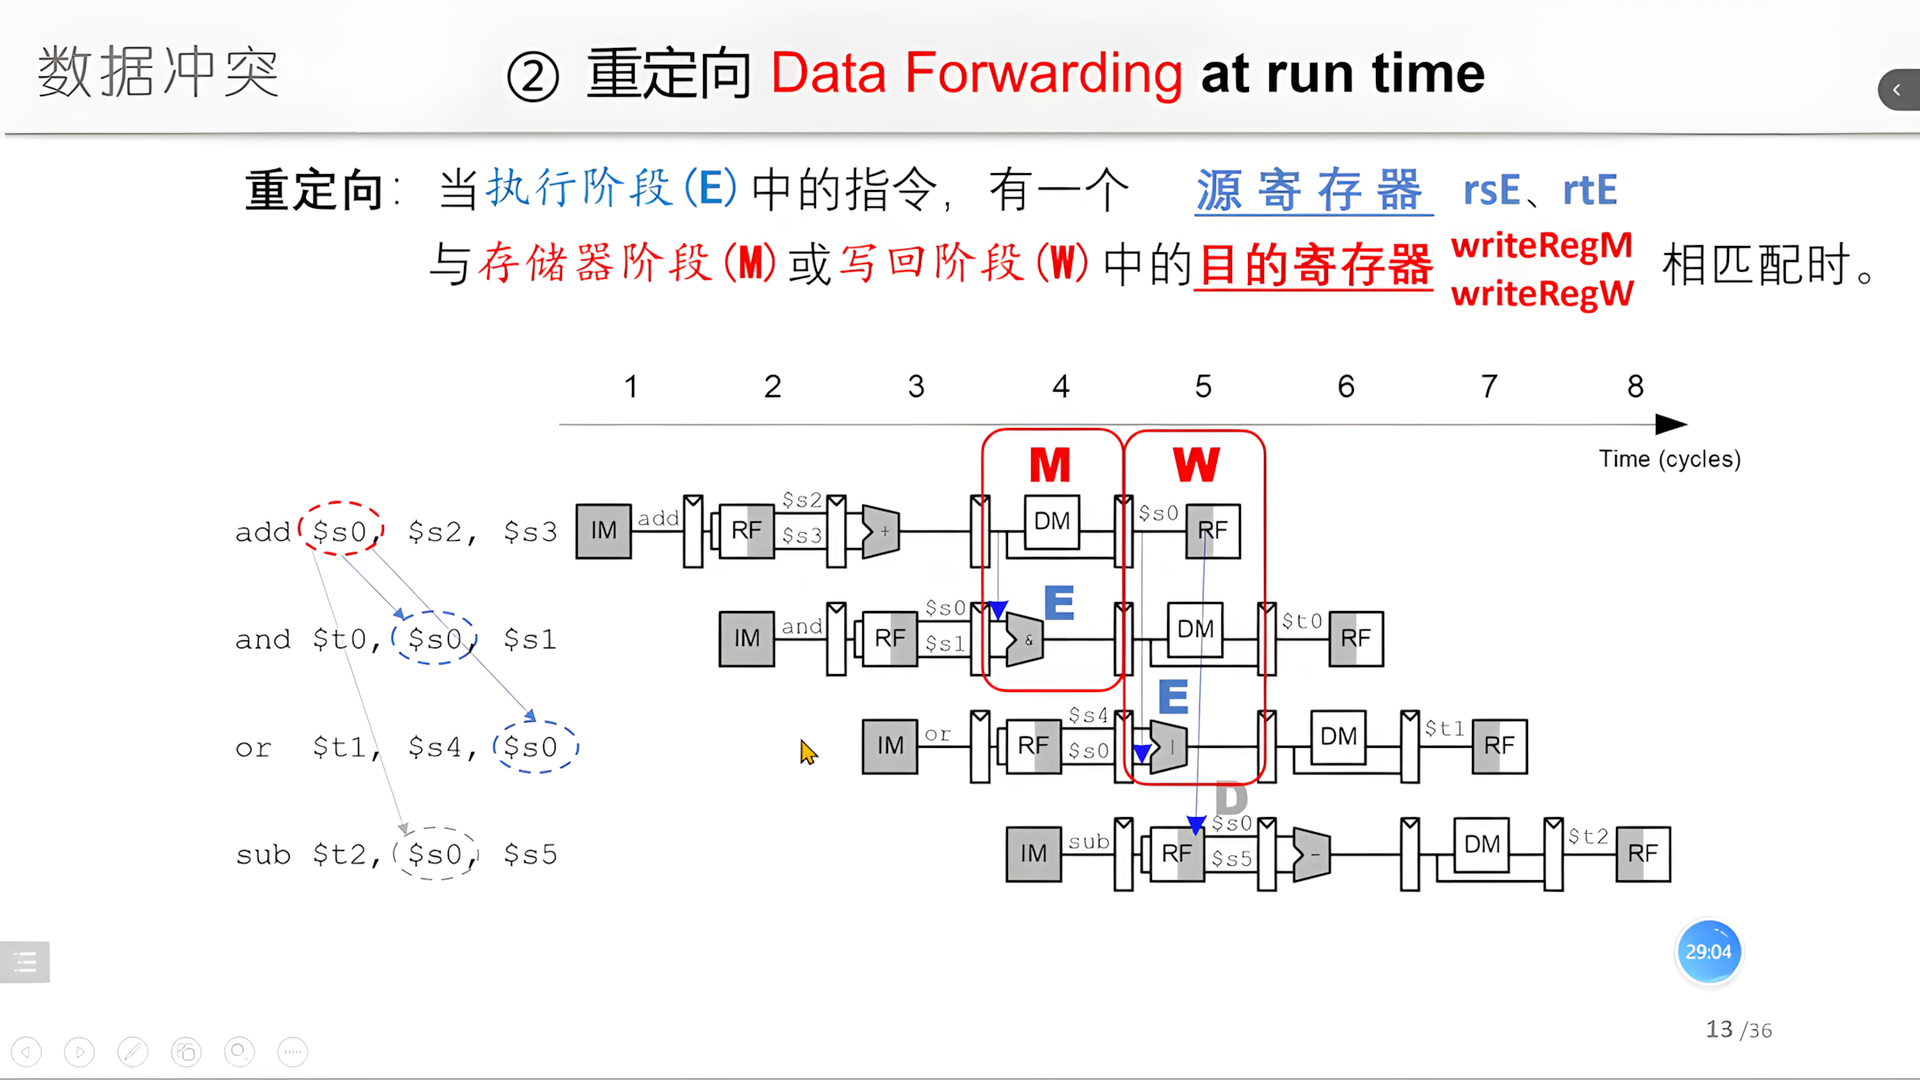 数据冲突
② 重定向 Data Forwarding at run time
重定向： 当执行阶段(E)中的指令，有一个 源寄存器 rsE、rtE
与存储器阶段(M)或写回阶段(W)中的目的寄存器 writeRegM writeRegW 相匹配时。
1 2 3 4 5 6 7 8
Time (cycles)
M W
add $s0, $s2, $s3
IM add RF $s2 $s3 + DM $s0 RF
E
and $t0, $s0, $s1
IM and RF $s0 $s1 & DM $t0 RF
E
or $t1, $s4, $s0
IM or RF $s4 $s0 | DM $t1 RF
D
sub $t2, $s0, $s5
IM sub RF $s0 $s5 - DM $t2 RF
29:04
13 /36